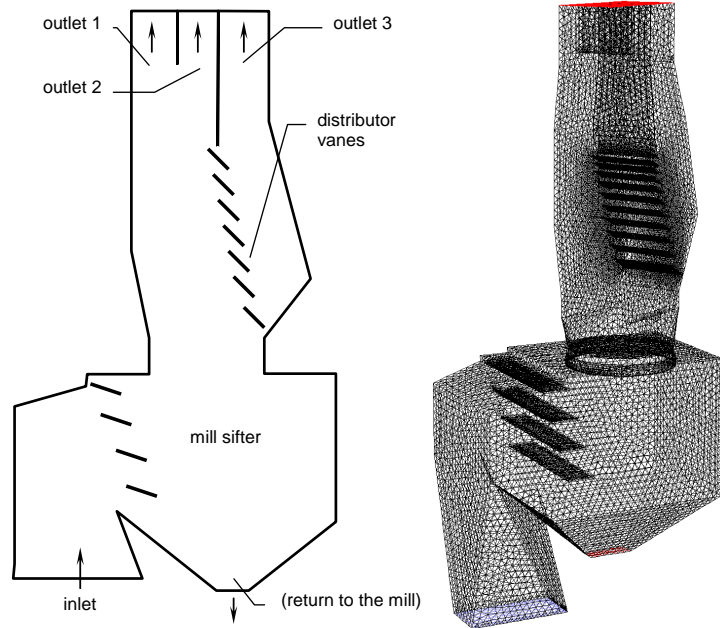 outlet 1
outlet 3
outlet 2
distributor
vanes
mill sifter
inlet
(return to the mill)